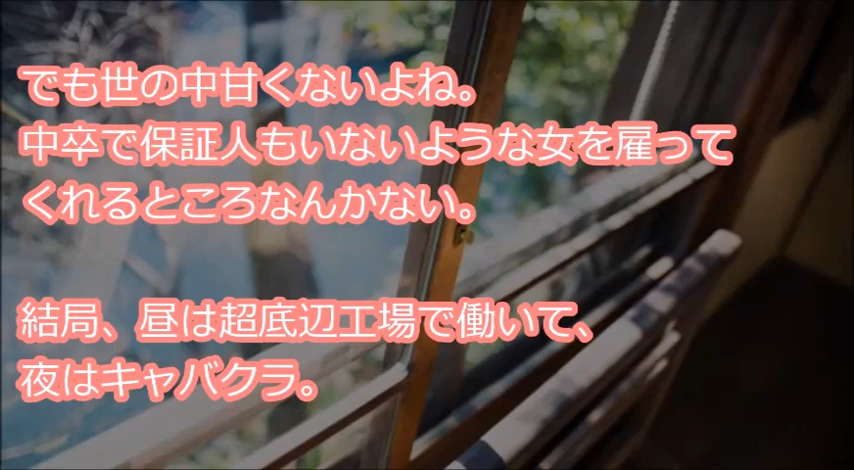 でも世の中甘くないよね。
中卒で保証人もいないような女を雇って
くれるところなんかない。
結局、昼は超底辺工場で働いて、
夜はキャバクラ。